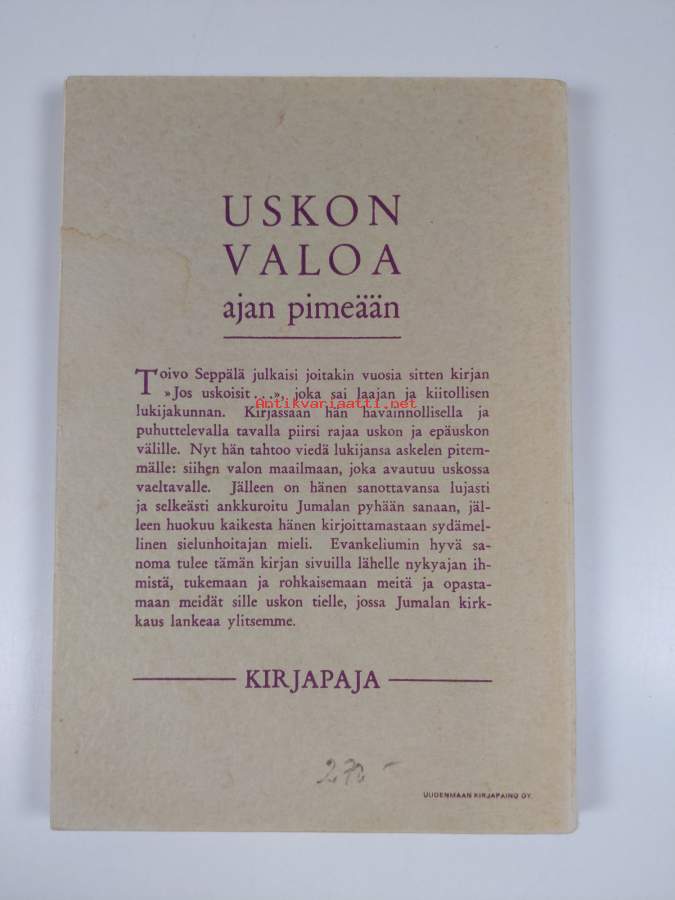 USKON
VALOA
ajan pimeään
Toivo Seppälä julkaisi joitakin vuosia sitten kirjan
»Jos uskoisit...», joka sai laajan ja kiitollisen
Antikvariaatti.net
lukijakunnan. Kirjassaan hän havainnollisella ja
puhuttelevalla tavalla piirsi rajaa uskon ja epäuskon
välille. Nyt hän tahtoo viedä lukijansa askelen pitem-
mälle: siihen valon maailmaan, joka avautuu uskossa
vaeltavalle. Jälleen on hänen sanottavansa lujasti
ja selkeästi ankkuroitu Jumalan pyhään sanaan, jäl-
leen huokuu kaikesta hänen kirjoittamastaan sydämel-
linen sielunhoitajan mieli. Evankeliumin hyvä sa-
noma tulee tämän kirjan sivuilla lähelle nykyajan ih-
mistä, tukemaan ja rohkaisemaan meitä ja opasta-
maan meidät sille uskon tielle, jossa Jumalan kirk-
kaus lankeaa ylitsemme.
KIRJAPAJA
UUDENMAAN KIRJAPAINO OY.